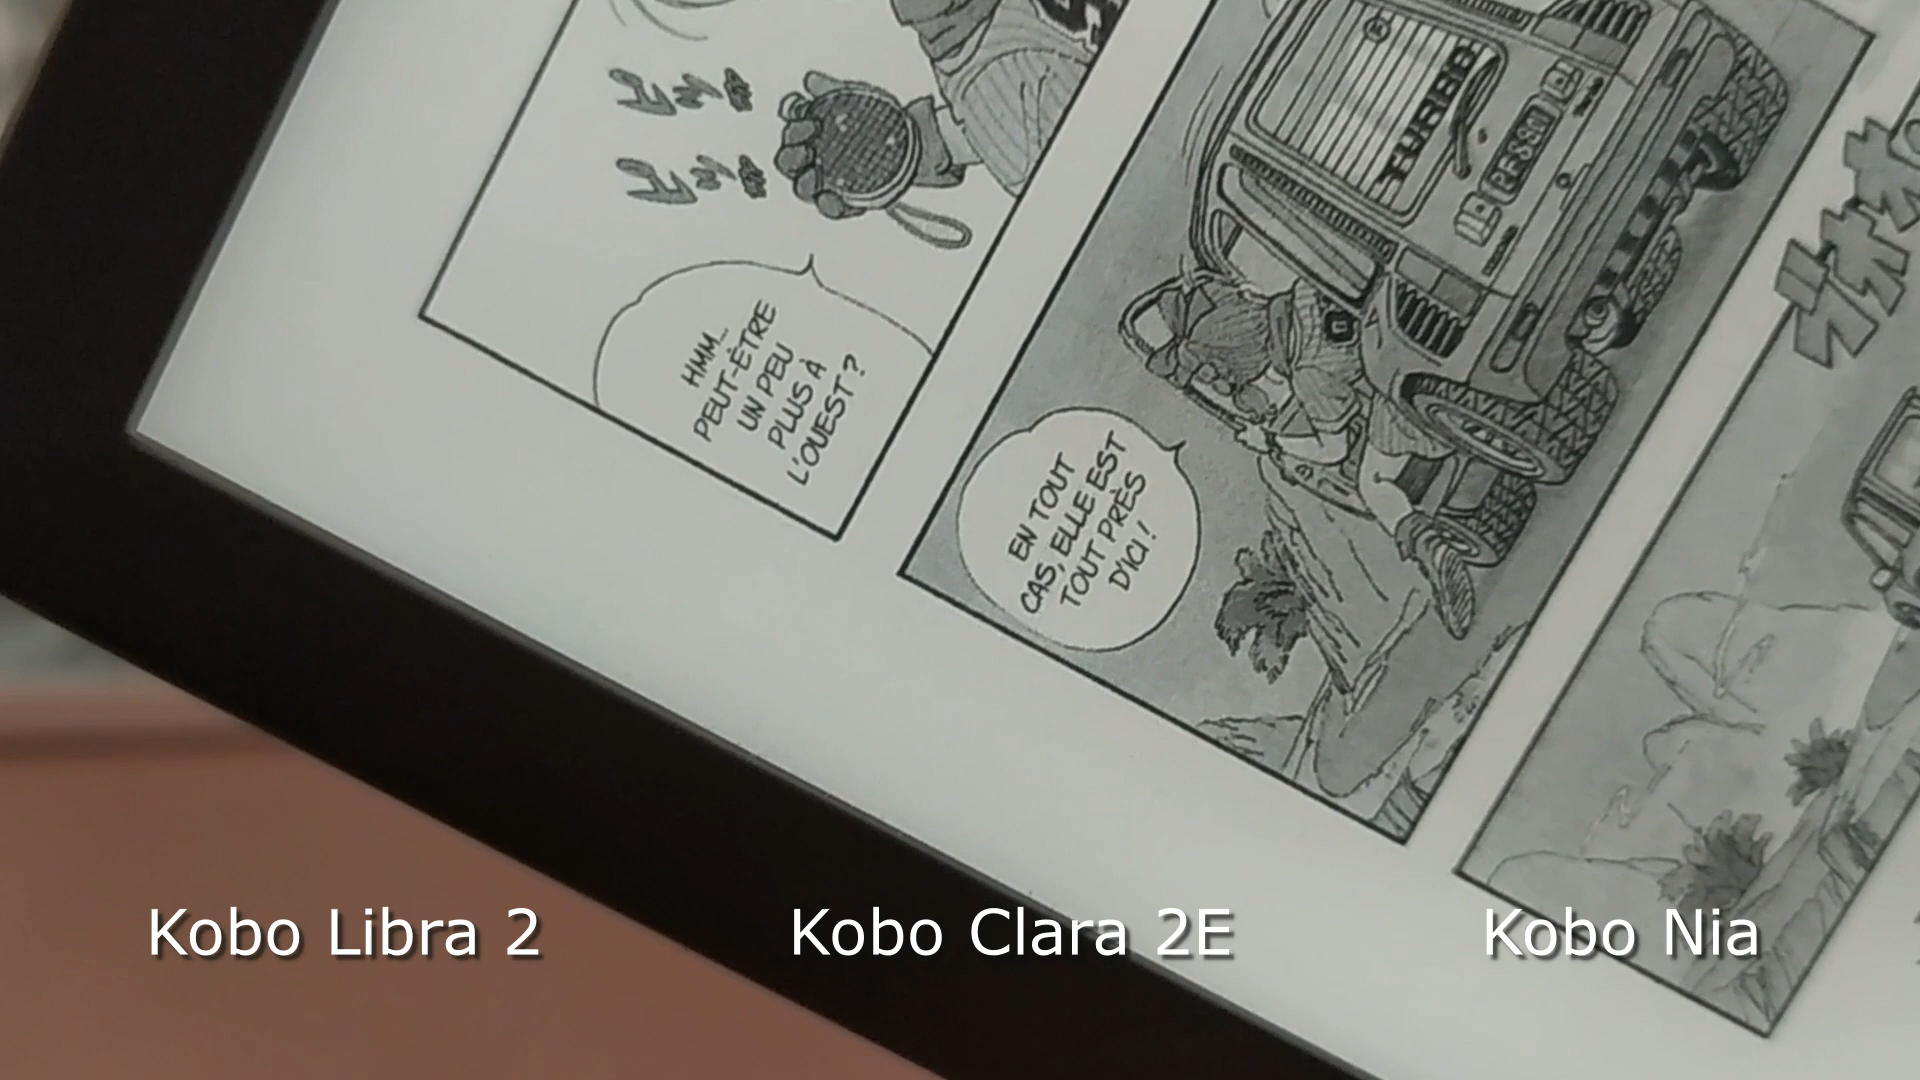 HMM...
PEUT-ÊTRE
UN PEU
PLUS À
L'OUEST ?
TURBO
EN TOUT
CAS, ELLE EST
TOUT PRÈS
D'ICI !
Kobo Libra 2
Kobo Clara 2E
Kobo Nia